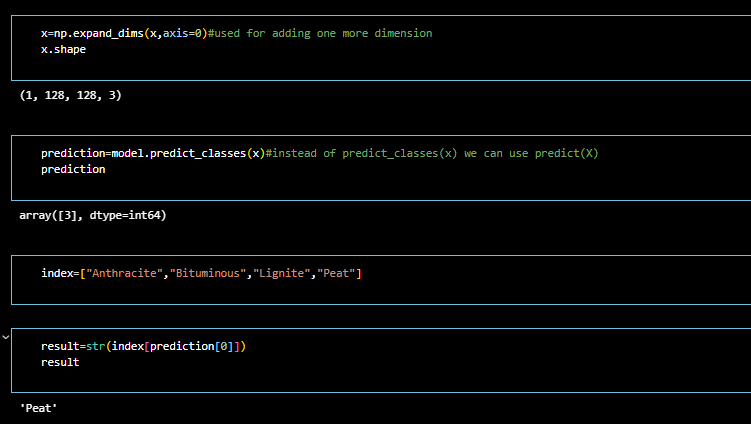 x=np.expand_dims(x,axis=0)#used for adding one more dimension
x.shape
(1, 128, 128, 3)
prediction=model.predict_classes(x)#instead of predict_classes(x) we can use predict(X)
prediction
array([3], dtype=int64)
index=["Anthracite","Bituminous","Lignite","Peat"]
result=str(index[prediction[0]])
result
'Peat'